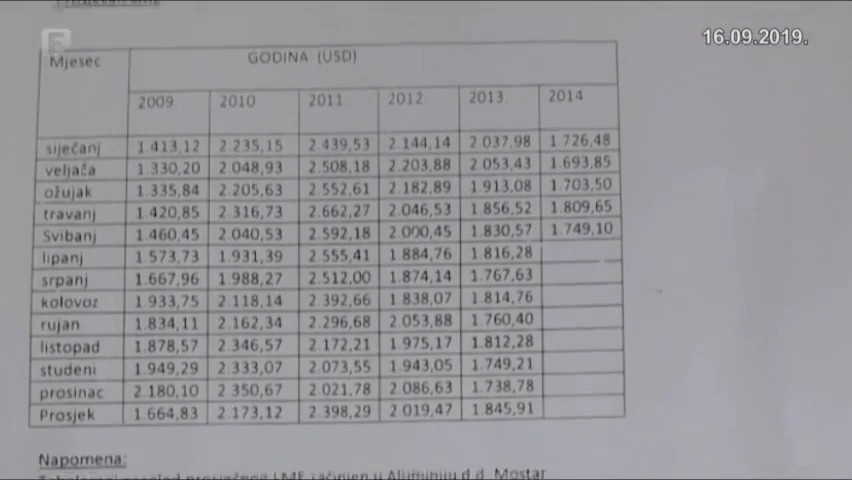 16.09.2019.
Mjesec GODINA (USD)
2009 2010 2011 2012 2013 2014
siječanj 1.413,12 2.235,15 2.439,53 2.144,14 2.037,98 1.726,48
veljača 1.330,20 2.048,93 2.508,18 2.203,88 2.053,43 1.693,85
ožujak 1.335,84 2.205,63 2.552,61 2.182,89 1.913,08 1.703,50
travanj 1.420,85 2.316,73 2.662,27 2.046,53 1.856,52 1.809,65
Svibanj 1.460,45 2.040,53 2.592,18 2.000,45 1.830,57 1.749,10
lipanj 1.573,73 1.931,39 2.555,41 1.884,76 1.816,28
srpanj 1.667,96 1.988,27 2.512,00 1.874,14 1.767,63
kolovoz 1.933,75 2.118,14 2.392,66 1.838,07 1.814,76
rujan 1.834,11 2.162,34 2.296,68 2.053,88 1.760,40
listopad 1.878,57 2.346,57 2.172,21 1.975,17 1.812,28
studeni 1.949,29 2.333,07 2.073,55 1.943,05 1.749,21
prosinac 2.180,10 2.350,67 2.021,78 2.086,63 1.738,78
Prosjek 1.664,83 2.173,12 2.398,29 2.019,47 1.845,91
Napomena:
LME u Aluminiju d.d. Mostar